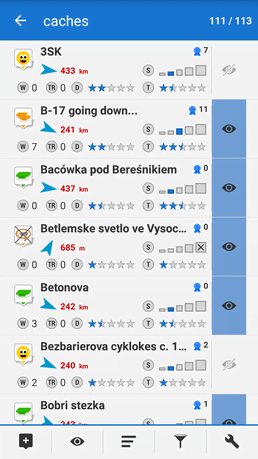 caches 111 / 113
3SK 7
433 km S
W 0 TR 0 D T
B-17 going down... 11
241 km S
W 7 TR 0 D T
Bacówka pod Bereśnikiem 0
437 km S
W 0 TR 0 D T
Betlemske svetlo ve Vysoc... 0
685 m S
W 0 TR 0 D T
Betonova 0
242 km S
W 3 TR 0 D T
Bezbarierova cyklokes c. 1... 2
240 km S
W 2 TR 0 D T
Bobri stezka 1
km S